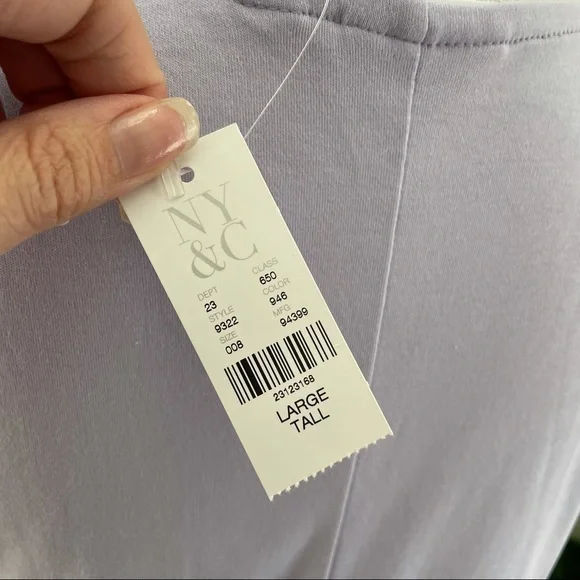 NY
&C
DEPT CLASS
23 650
STYLE COLOR
9322 946
SIZE MFG
008 94399
23123168
LARGE
TALL